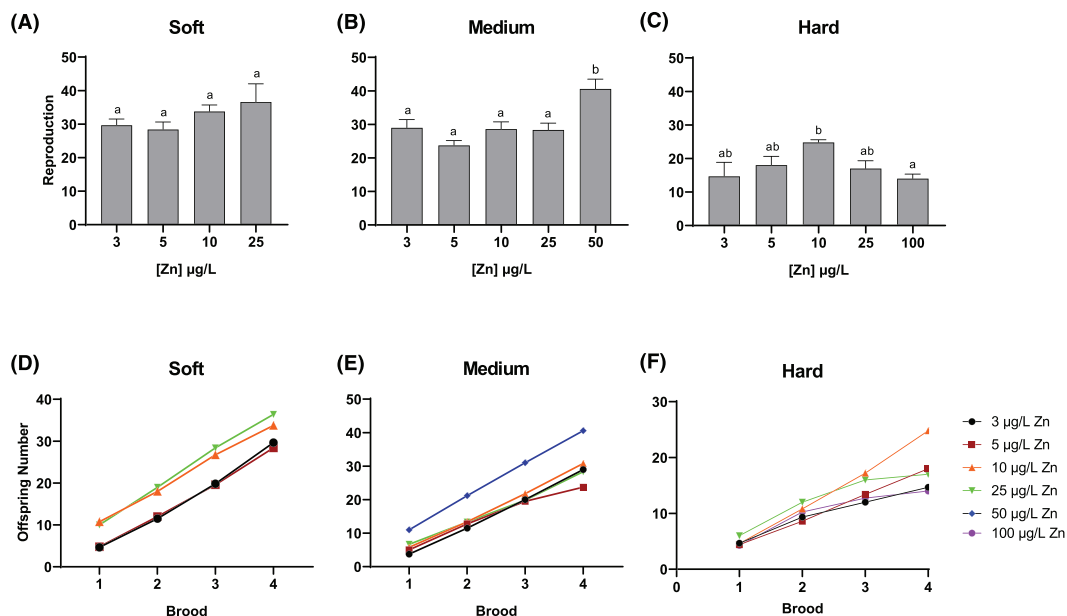 (A) Soft
50
40
30
20
10
0
Reproduction
a a a a
3 5 10 25
[Zn] µg/L
(B) Medium
50
40
30
20
10
0
a a a a b
3 5 10 25 50
[Zn] µg/L
(C) Hard
50
40
30
20
10
0
ab ab b ab a
3 5 10 25 100
[Zn] µg/L
(D) Soft
40
30
20
10
0
Offspring Number
1 2 3 4
Brood
(E) Medium
50
40
30
20
10
0
1 2 3 4
Brood
(F) Hard
30
20
10
0
0 1 2 3 4
Brood
3 µg/L Zn
5 µg/L Zn
10 µg/L Zn
25 µg/L Zn
50 µg/L Zn
100 µg/L Zn